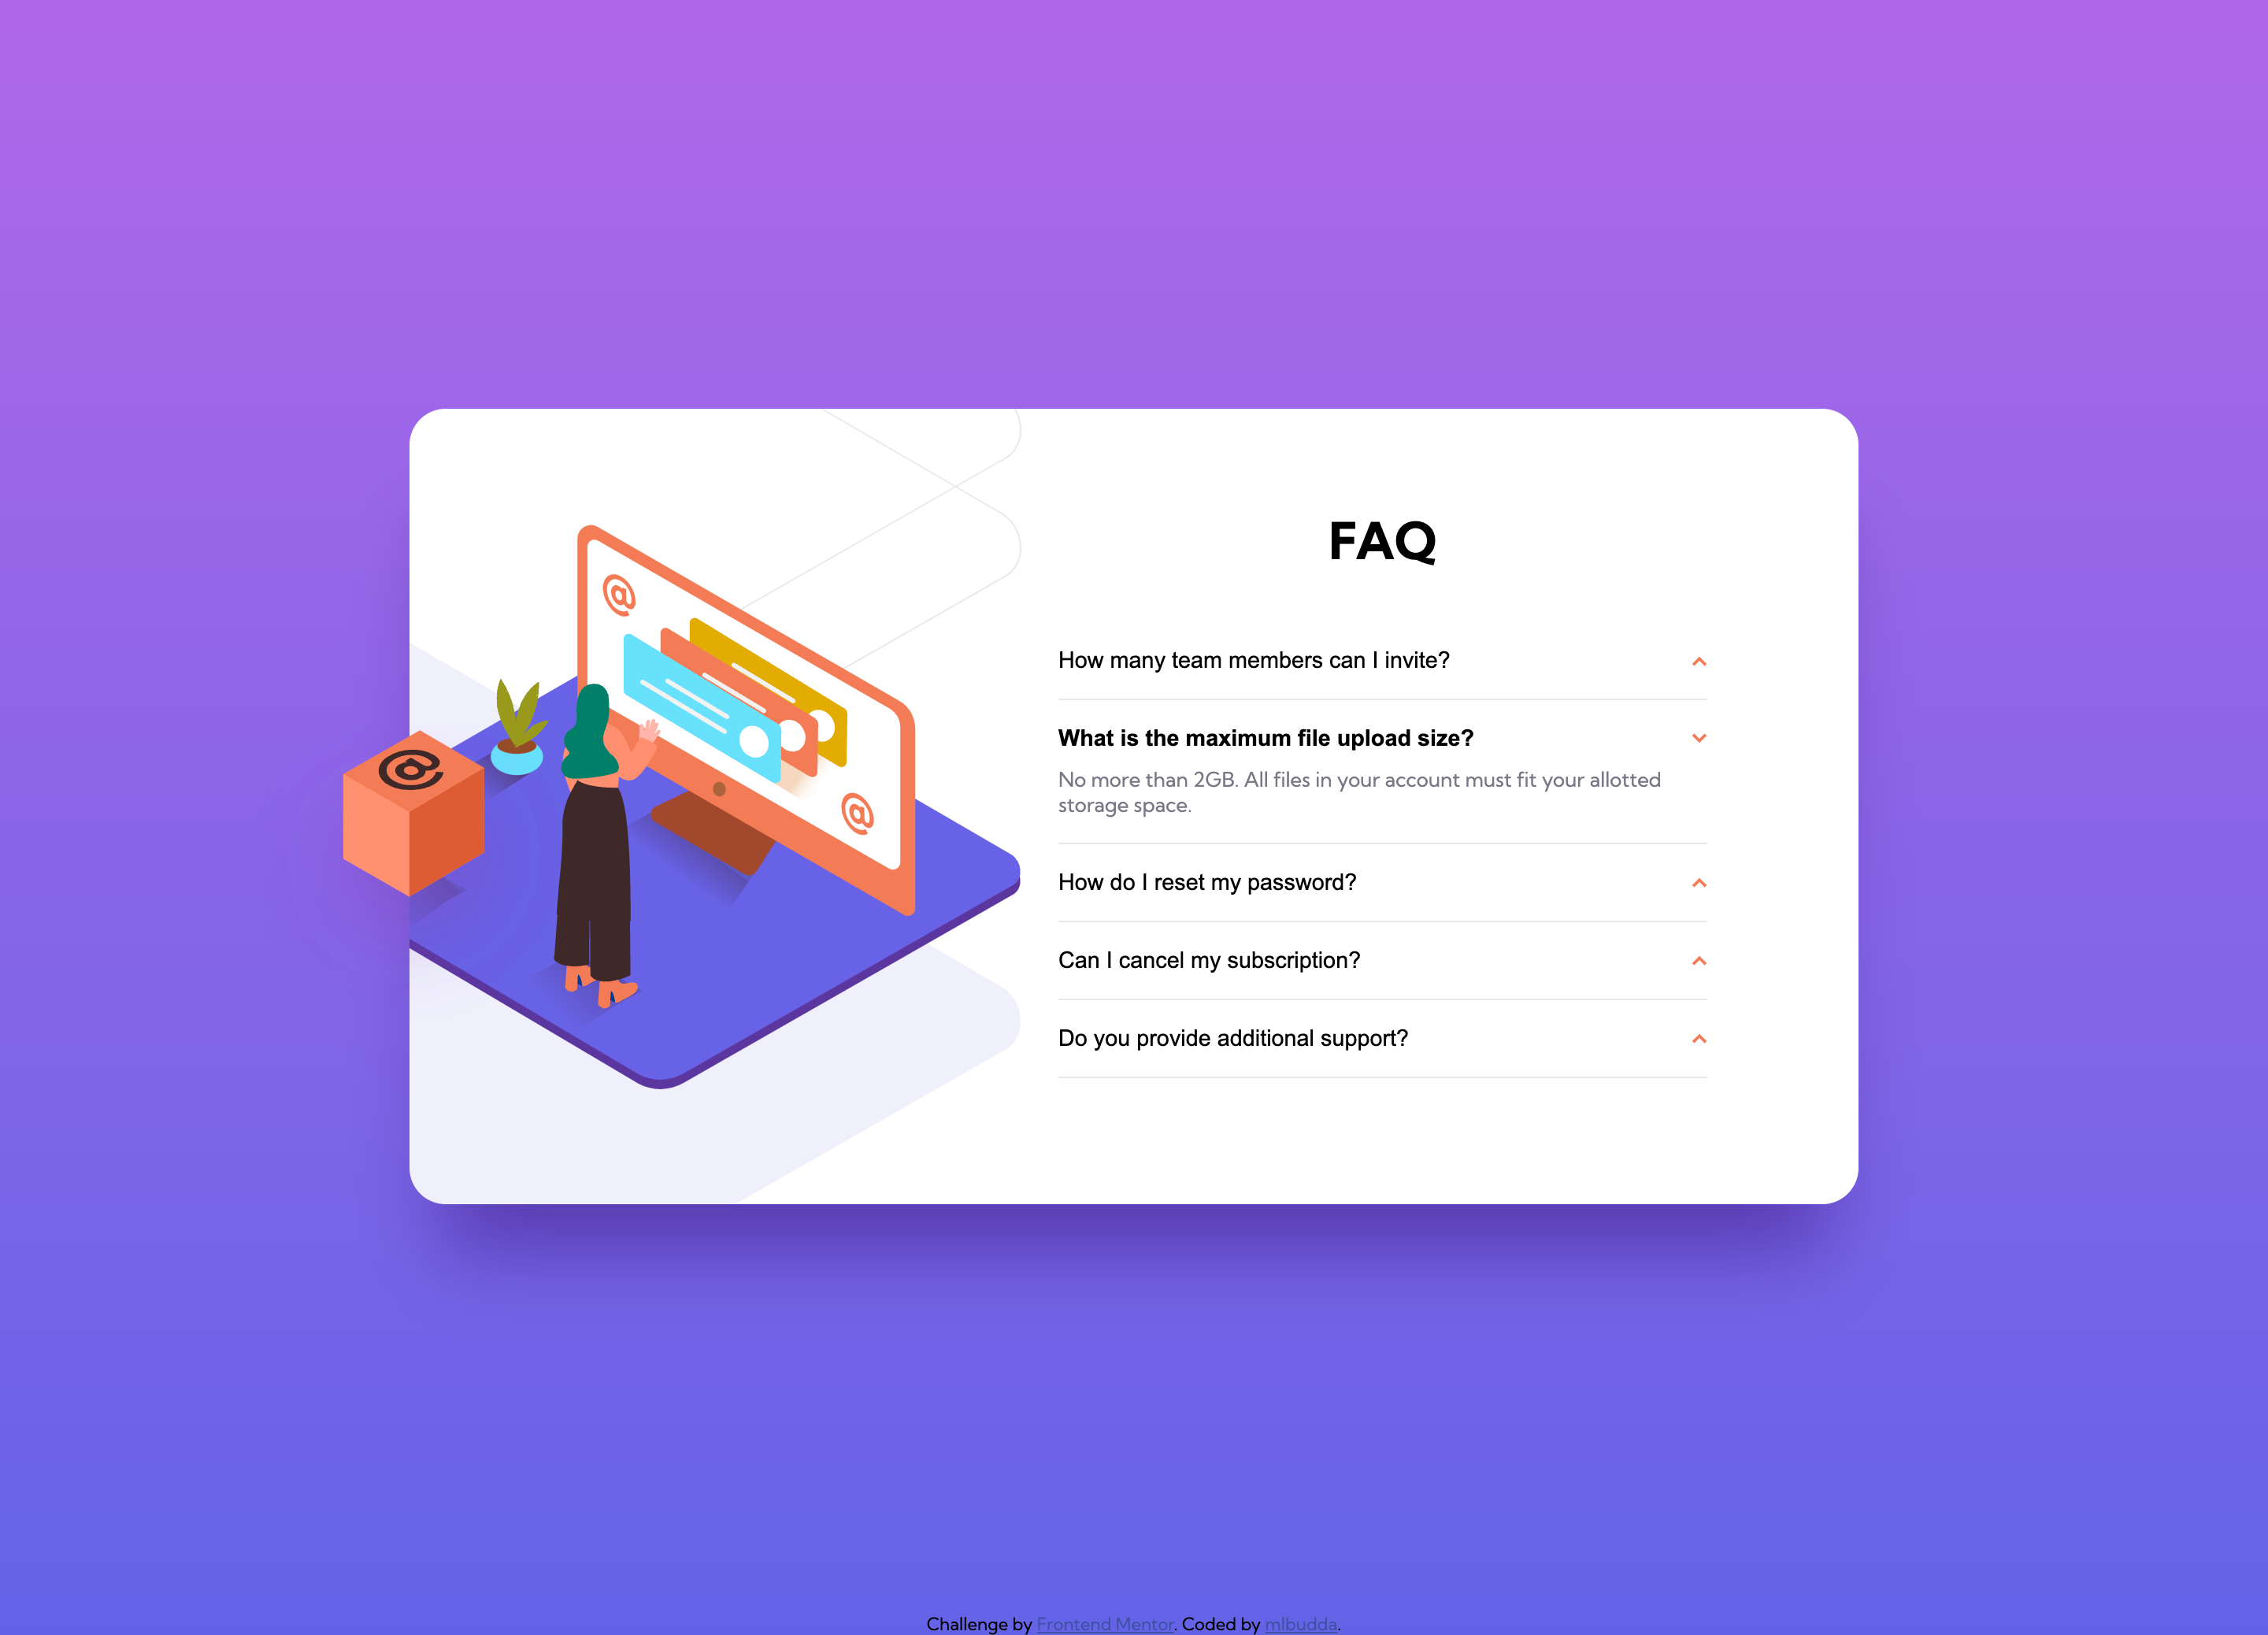 FAQ
How many team members can I invite?
What is the maximum file upload size?
No more than 2GB. All files in your account must fit your allotted
storage space.
How do I reset my password?
Can I cancel my subscription?
Do you provide additional support?
@
@
@
Challenge by Frontend Mentor. Coded by mlbudda.